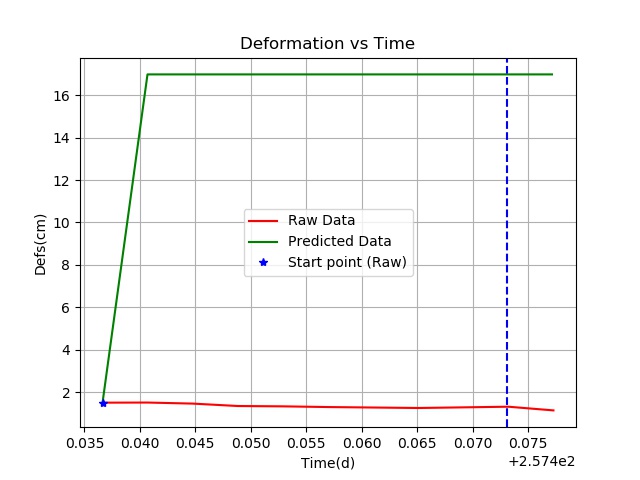 Deformation vs Time
16
14
12
10
8
6
4
2
Defs(cm)
Raw Data
Predicted Data
Start point (Raw)
0.035 0.040 0.045 0.050 0.055 0.060 0.065 0.070 0.075
Time(d)
+2.574e2